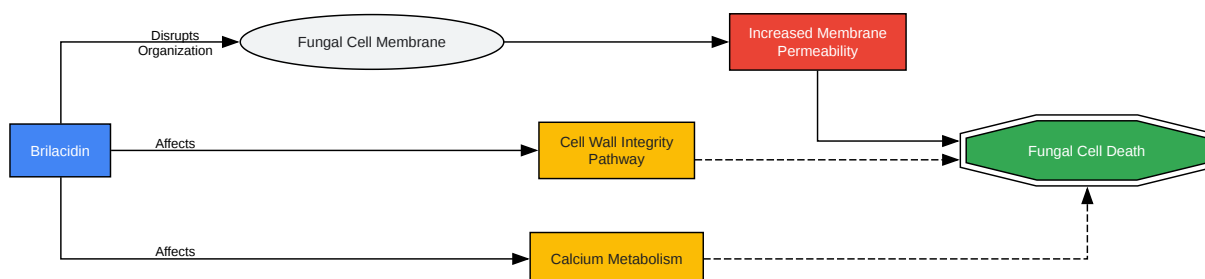 Disrupts
Organization
Fungal Cell Membrane
Increased Membrane
Permeability
Brilacidin
Affects
Cell Wall Integrity
Pathway
Fungal Cell Death
Affects
Calcium Metabolism